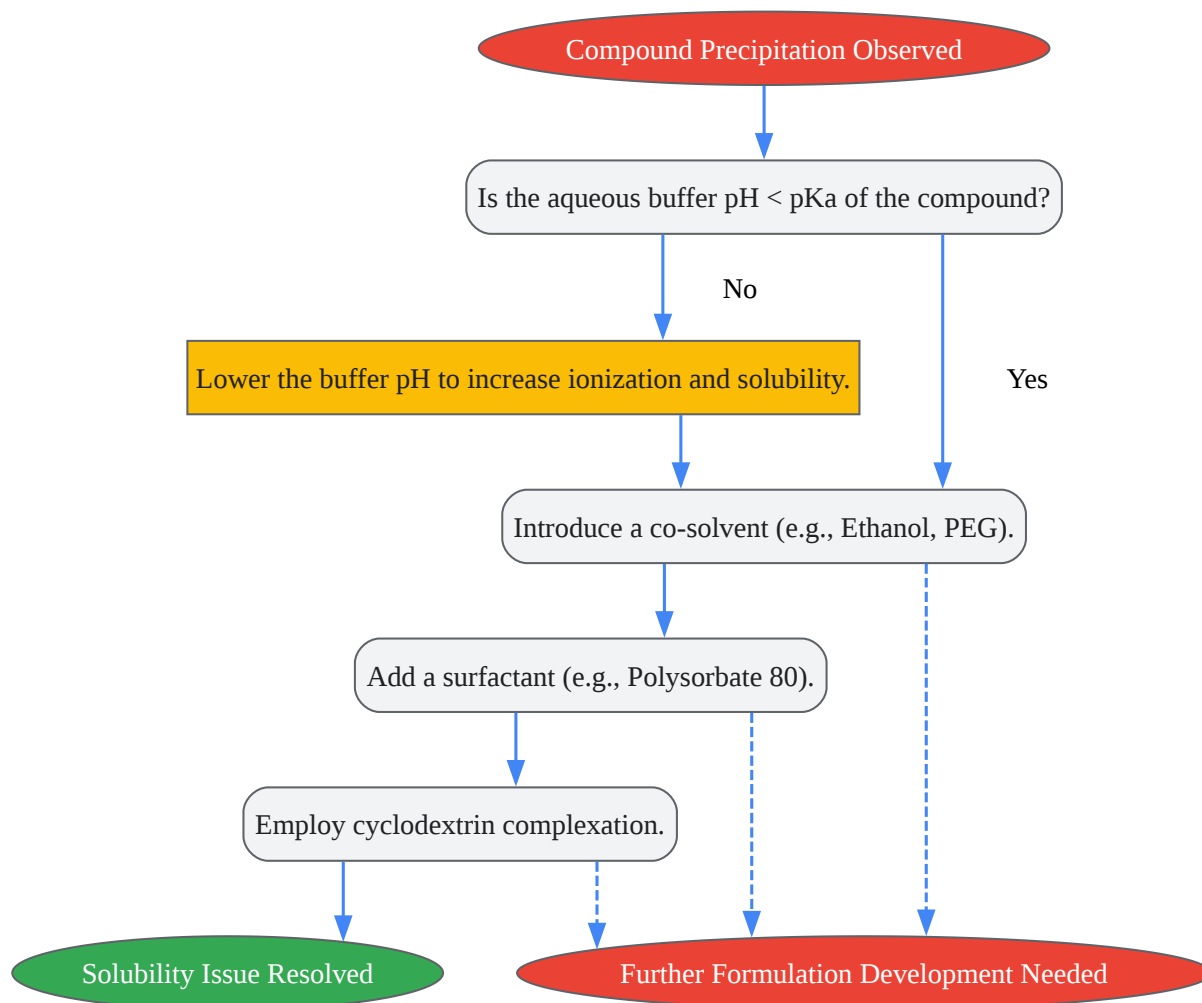 Compound Precipitation Observed
Is the aqueous buffer pH < pKa of the compound?
No
Lower the buffer pH to increase ionization and solubility.
Yes
Introduce a co-solvent (e.g., Ethanol, PEG).
Add a surfactant (e.g., Polysorbate 80).
Employ cyclodextrin complexation.
Solubility Issue Resolved
Further Formulation Development Needed